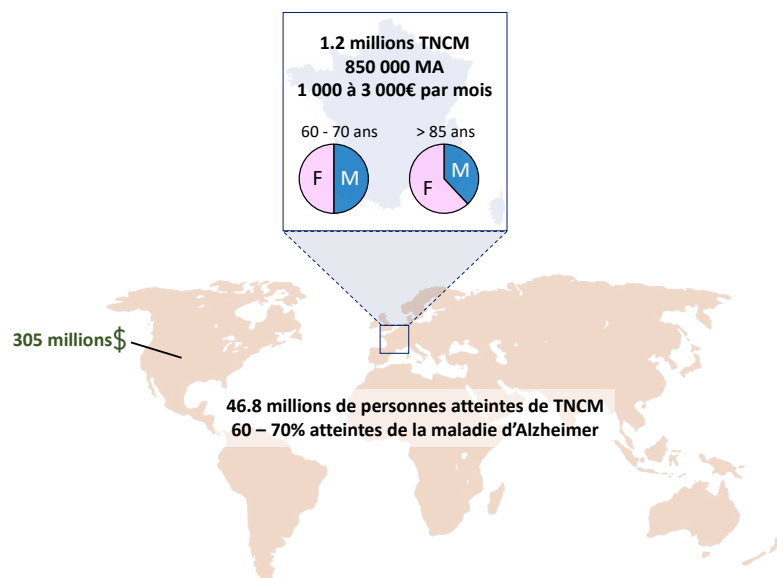 1.2 millions TNCM
850 000 MA
1 000 à 3 000€ par mois
60 - 70 ans
> 85 ans
F
M
F
M
305 millions$
46.8 millions de personnes atteintes de TNCM
60 – 70% atteintes de la maladie d’Alzheimer